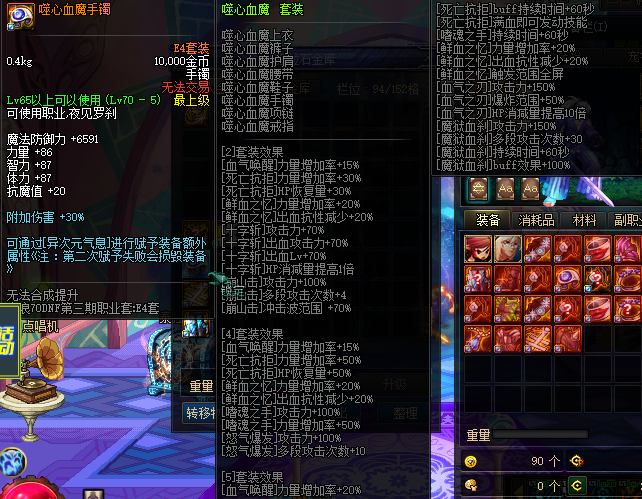 噬心血魔手镯
E4套装
0.4kg 10,000金币
手镯
无法交易
Lv65以上可以使用 (Lv70 - 5) 最上级
可使用职业,夜见罗刹
魔法防御力 +6591
力量 +86
智力 +87
体力 +87
抗魔值 +20
附加伤害 +30%
可通过[异次元气息]进行赋予装备额外
属性《注:第二次赋予失败会损毁装备
》
无法合成提升
70DNF第三期职业套:E4套
点唱机
活动
重量
噬心血魔 套装
噬心血魔上衣
噬心血魔裤子
噬心血魔护肩
噬心血魔腰带
噬心血魔鞋子
噬心血魔手镯
噬心血魔项链
噬心血魔戒指
[2]套装效果
[血气唤醒]力量增加率+15%
[死亡抗拒]力量增加率+30%
[死亡抗拒]HP恢复量+30%
[鲜血之忆]力量增加率+20%
[鲜血之忆]出血抗性减少+20%
[十字斩]攻击力+70%
[十字斩]出血攻击力+70%
[十字斩]出血Lv+70%
[十字斩]HP消减量提高1倍
[崩山击]攻击力+100%
[崩山击]多段攻击次数+4
[崩山击]冲击波范围 +70%
[4]套装效果
[血气唤醒]力量增加率+15%
[死亡抗拒]力量增加率+50%
[死亡抗拒]HP恢复量+50%
[鲜血之忆]力量增加率+20%
[鲜血之忆]出血抗性减少+20%
[嗜魂之手]攻击力+100%
[嗜魂之手]力量增加率+50%
[怒气爆发]攻击力+100%
[怒气爆发]多段攻击次数+10
[5]套装效果
[血气唤醒]力量增加率+20%
栏位: 94/152格
升级
整理
[死亡抗拒]buff持续时间+60秒
[死亡抗拒]满血即可发动技能
[嗜魂之手]持续时间+60秒
[鲜血之忆]力量增加率+20%
[鲜血之忆]出血抗性减少+20%
[鲜血之忆]触发范围全屏
[血气之刃]攻击力+150%
[血气之刃]爆炸范围+50%
[血气之刃]HP消减量提高10倍
[魔狱血刹]攻击力+150%
[魔狱血刹]多段攻击次数+30
[魔狱血刹]持续时间+60秒
[魔狱血刹]buff效果+100%
Aa Aa
装备 消耗品 材料 副职业
重量
90 个
0 个